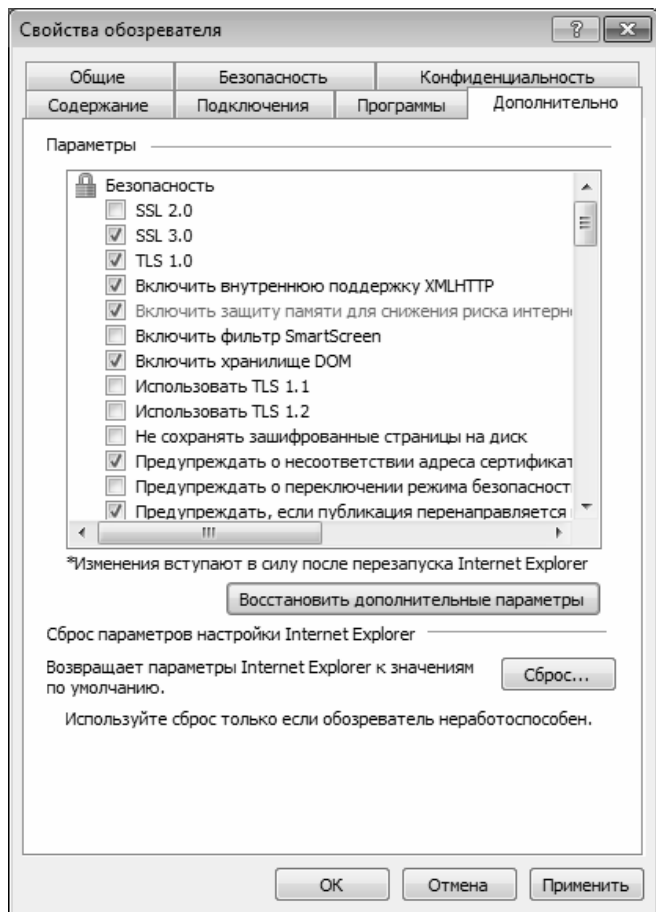 Свойства обозревателя
Общие Безопасность Конфиденциальность
Содержание Подключения Программы Дополнительно
Параметры
Безопасность
SSL 2.0
SSL 3.0
TLS 1.0
Включить внутреннюю поддержку XMLHTTP
Включить защиту памяти для снижения риска интерн
Включить фильтр SmartScreen
Включить хранилище DOM
Использовать TLS 1.1
Использовать TLS 1.2
Не сохранять зашифрованные страницы на диск
Предупреждать о несоответствии адреса сертификат
Предупреждать о переключении режима безопасност
Предупреждать, если публикация перенаправляется
*Изменения вступают в силу после перезапуска Internet Explorer
Восстановить дополнительные параметры
Сброс параметров настройки Internet Explorer
Возвращает параметры Internet Explorer к значениям
по умолчанию.
Сброс...
Используйте сброс только если обозреватель неработоспособен.
ОК Отмена Применить